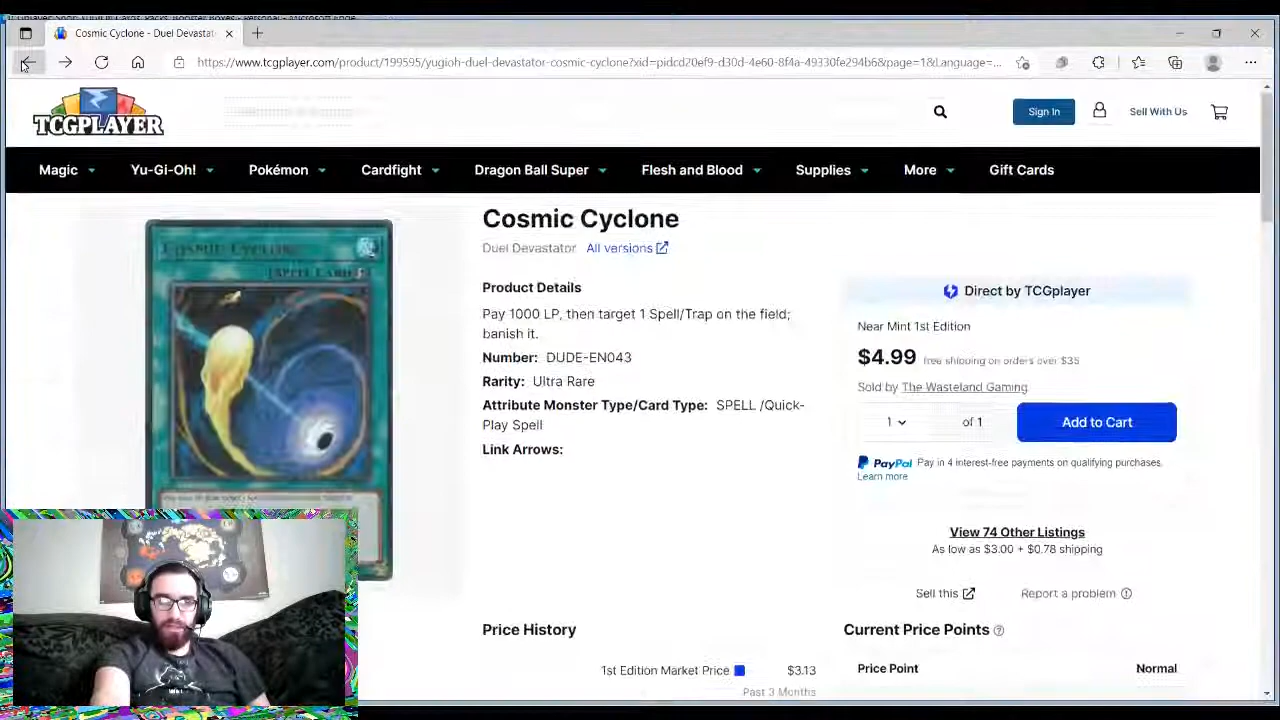 Cosmic Cyclone - Duel Devastat
https://www.tcgplayer.com/product/199595/yugioh-duel-devastator-cosmic-cyclone?xid=pidcd20ef9-d30d-4e60-8f4a-49330fe294b6&page=1&Language=...
TCGPLAYER
Sign In
Sell With Us
Magic Yu-Gi-Oh! Pokémon Cardfight Dragon Ball Super Flesh and Blood Supplies More Gift Cards
Cosmic Cyclone
[SPELL CARD]
Cosmic Cyclone
Duel Devastator All versions
Product Details
Pay 1000 LP, then target 1 Spell/Trap on the field;
banish it.
Number: DUDE-EN043
Rarity: Ultra Rare
Attribute Monster Type/Card Type: SPELL /Quick-
Play Spell
Link Arrows:
Direct by TCGplayer
Near Mint 1st Edition
$4.99 free shipping on orders over $35
Sold by The Wasteland Gaming
1 of 1 Add to Cart
PayPal Pay in 4 interest-free payments on qualifying purchases.
Learn more
View 74 Other Listings
As low as $3.00 + $0.78 shipping
Sell this Report a problem
Price History
1st Edition Market Price $3.13
Past 3 Months
Current Price Points
Price Point Normal